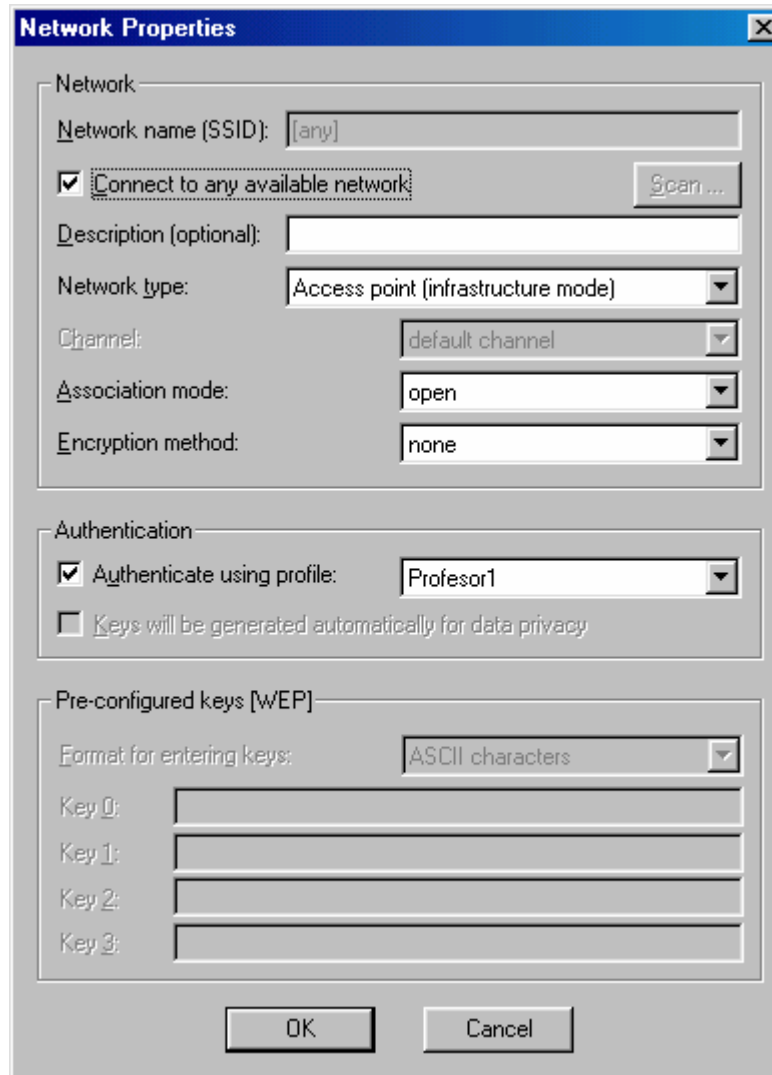 Network Properties
Network
Network name (SSID): [any]
Connect to any available network Scan ...
Description (optional):
Network type: Access point (infrastructure mode)
Channel: default channel
Association mode: open
Encryption method: none
Authentication
Authenticate using profile: Profesor1
Keys will be generated automatically for data privacy
Pre-configured keys [WEP]
Format for entering keys: ASCII characters
Key 0:
Key 1:
Key 2:
Key 3:
OK Cancel